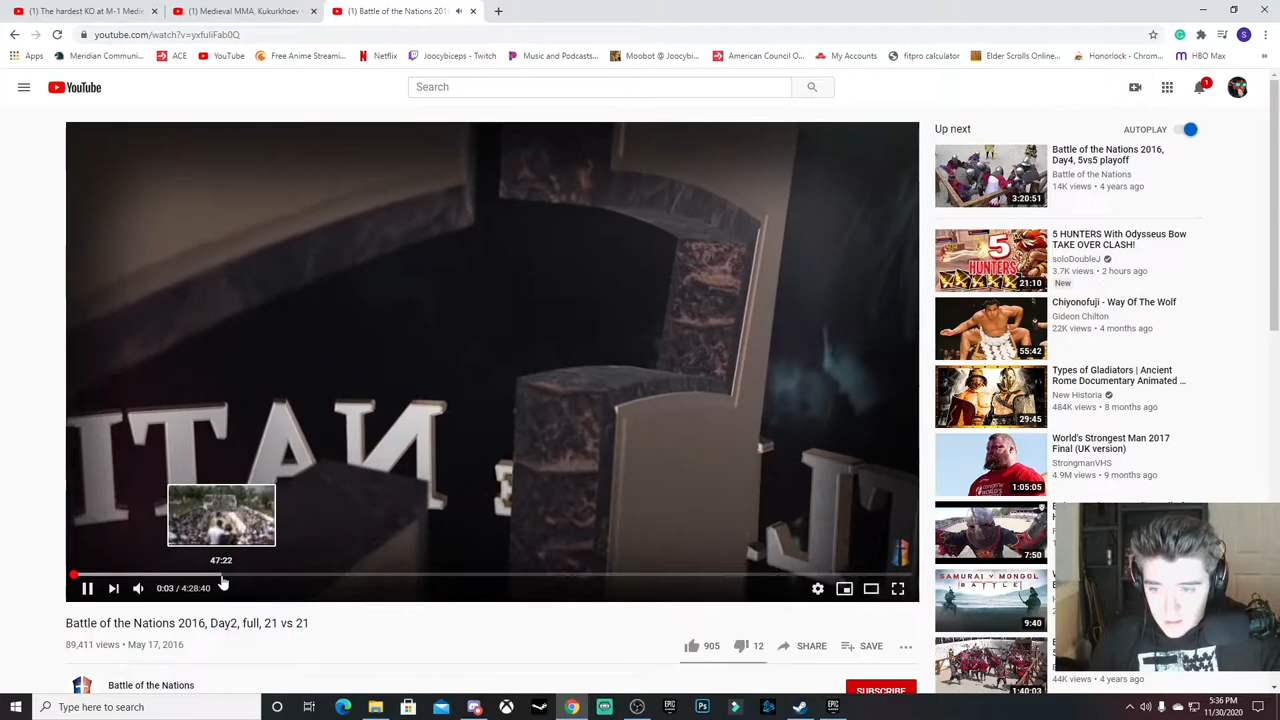 (1) The hardest KO at M-1 Medie
(1) Medieval MMA, Kukurkhoev v
(1) Battle of the Nations 201
youtube.com/watch?v=yxfuIiFab0Q
Apps
Meridian Communi...
ACE
YouTube
Free Anime Streami...
Netflix
Joocybiceps - Twitch
Music and Podcasts...
Moobot @ Joocybi...
American Council o...
My Accounts
fitpro calculator
Elder Scrolls Online...
Honorlock - Chrom...
HBO Max
YouTube
Search
1
Up next
AUTOPLAY
Battle of the Nations 2016,
Day4, 5vs5 playoff
Battle of the Nations
14K views • 4 years ago
3:20:51
5 HUNTERS With Odysseus Bow
TAKE OVER CLASH!
soloDoubleJ
3.7K views • 2 hours ago
New
5
HUNTERS
21:10
Chiyonofuji - Way Of The Wolf
Gideon Chilton
22K views • 4 months ago
55:42
Types of Gladiators | Ancient
Rome Documentary Animated ...
New Historia
484K views • 8 months ago
29:45
World's Strongest Man 2017
Final (UK version)
StrongmanVHS
4.9M views • 9 months ago
1:05:05
7:50
SAMURAI V MONGOL
BATTLE
9:40
44K views • 4 years ago
1:40:03
ТАК
47:22
0:03 / 4:28:40
Battle of the Nations 2016, Day2, full, 21 vs 21
89,411 views • May 17, 2016
905
12
SHARE
SAVE
Battle of the Nations
SUBSCRIBE
Type here to search
5:36 PM
11/30/2020